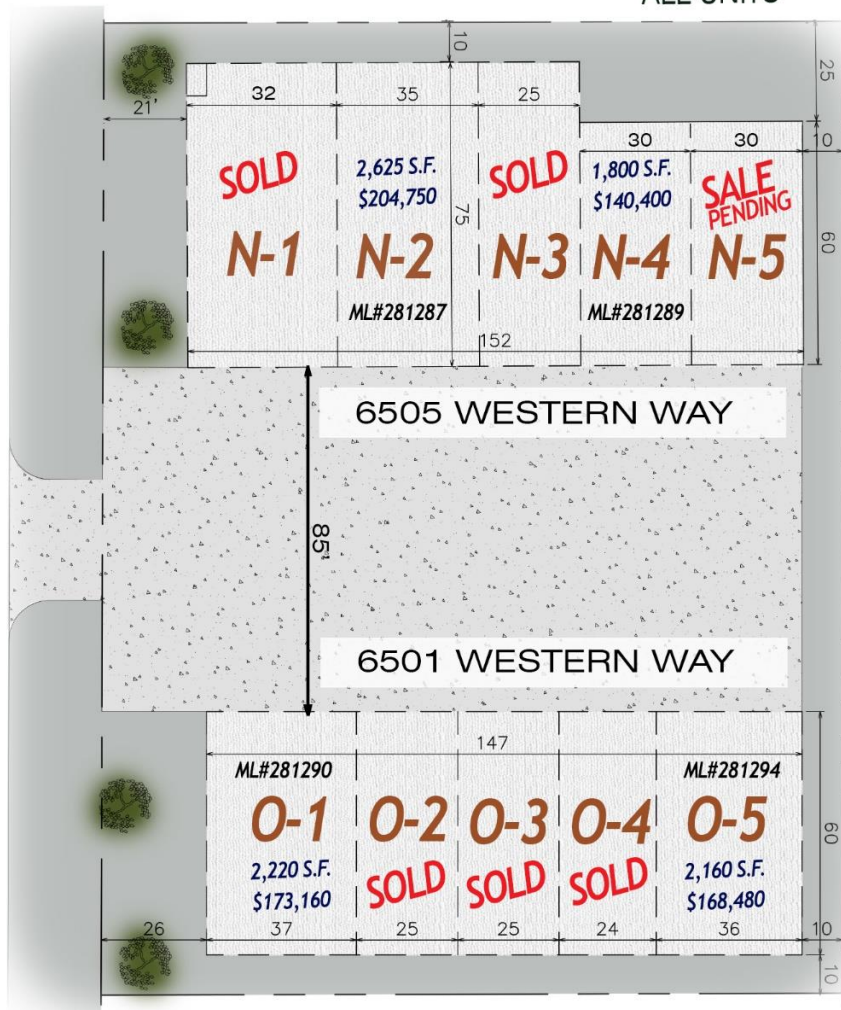 ALL UNITS
10
25
21'
32
35
25
30
30
10
SOLD
2,625 S.F.
$204,750
SOLD
1,800 S.F.
$140,400
SALE
PENDING
75
60
N-1
N-2
N-3
N-4
N-5
ML#281287
ML#281289
152
6505 WESTERN WAY
85'
6501 WESTERN WAY
147
ML#281290
ML#281294
O-1
O-2
O-3
O-4
O-5
60
2,220 S.F.
$173,160
SOLD
SOLD
SOLD
2,160 S.F.
$168,480
26
37
25
25
24
36
10
10